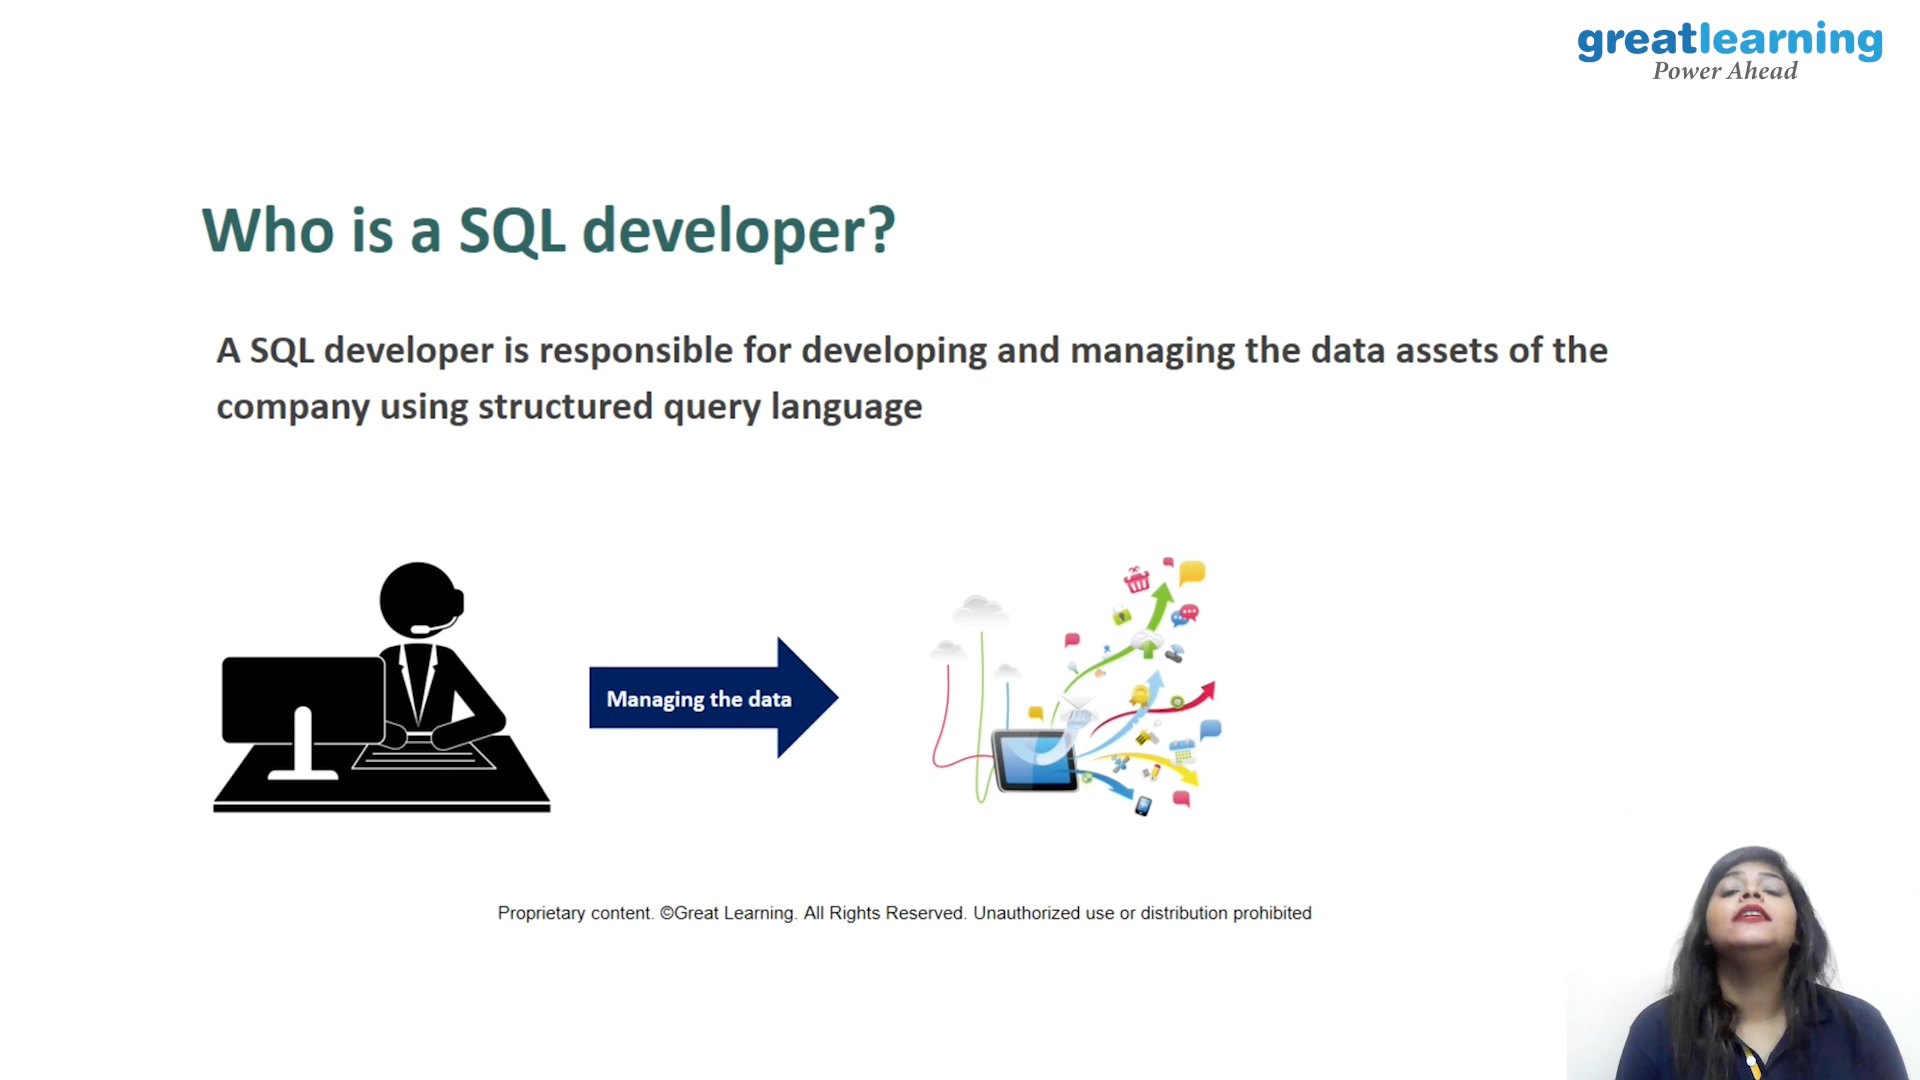 greatlearning
Power Ahead
Who is a SQL developer?
A SQL developer is responsible for developing and managing the data assets of the
company using structured query language
Managing the data
Proprietary content. ©Great Learning. All Rights Reserved. Unauthorized use or distribution prohibited